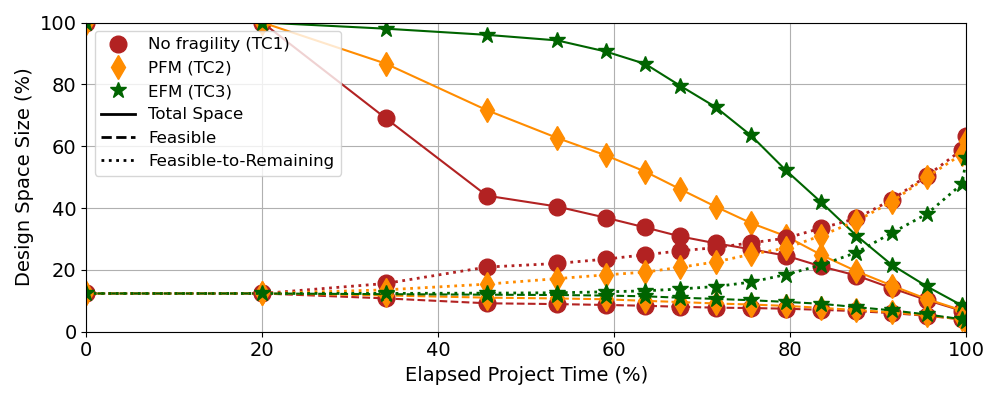 100
80
60
40
20
0
Design Space Size (%)
No fragility (TC1)
PFM (TC2)
EFM (TC3)
Total Space
Feasible
Feasible-to-Remaining
0 20 40 60 80 100
Elapsed Project Time (%)